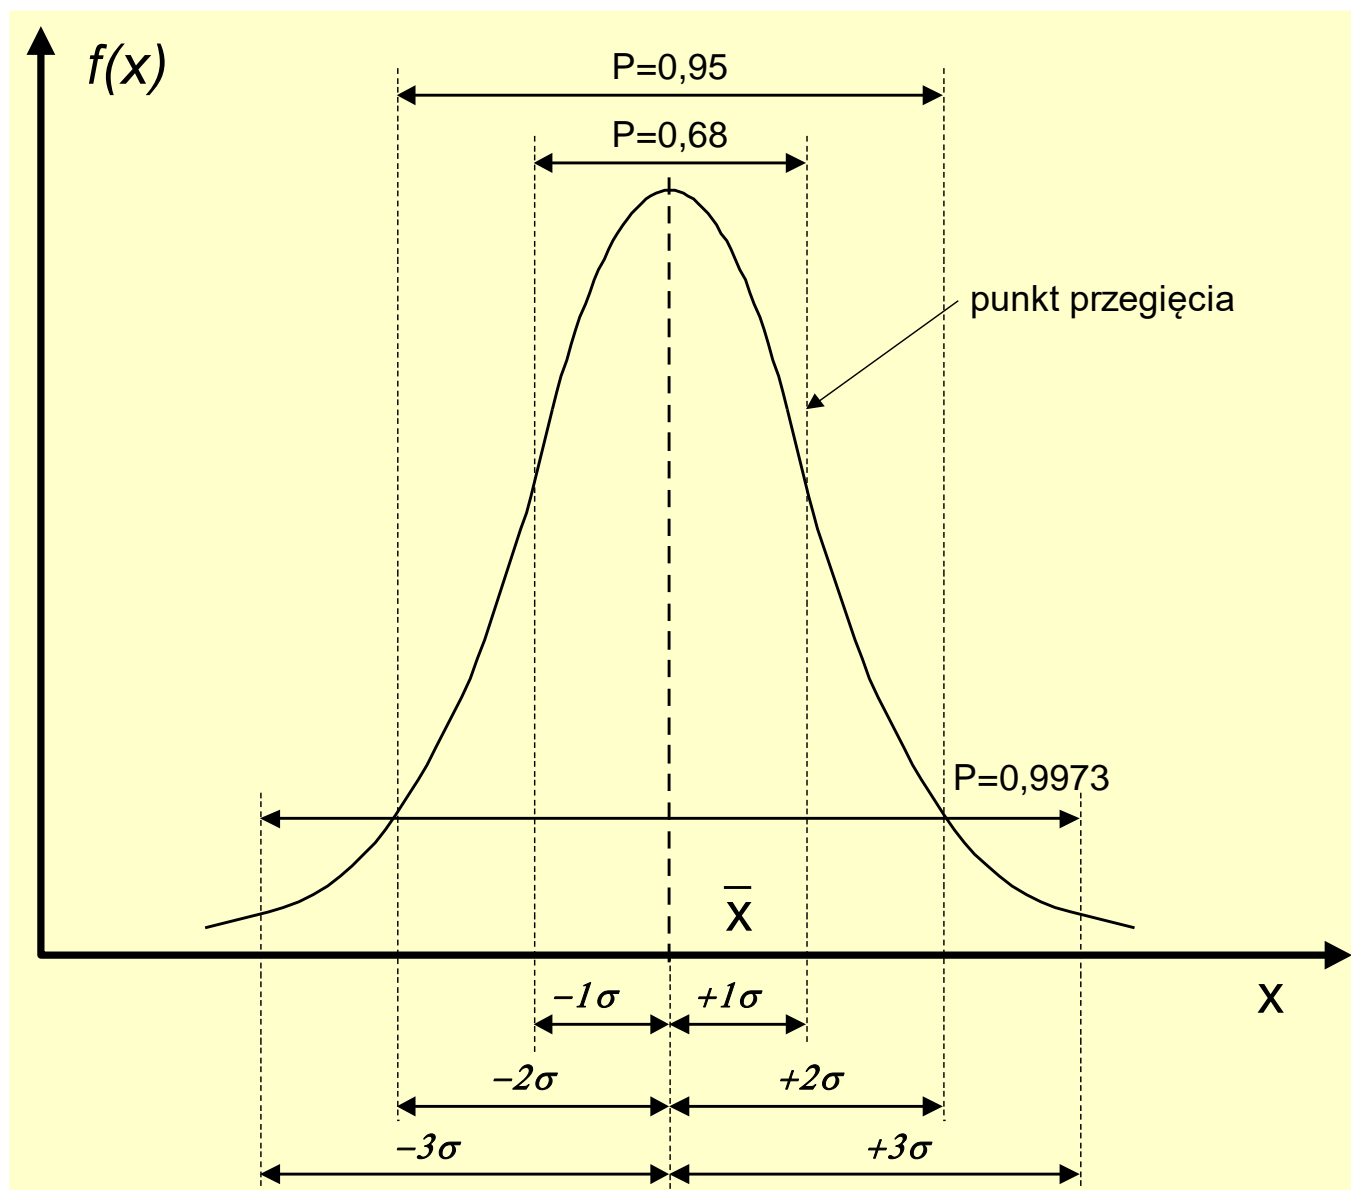 f(x)
P=0,95
P=0,68
punkt przegięcia
P=0,9973
x̄
x
−1σ
+1σ
−2σ
+2σ
−3σ
+3σ